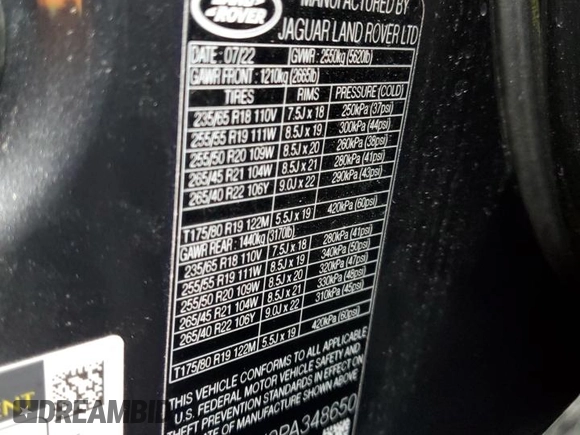 LAND
ROVER
MANUFACTURED BY
JAGUAR LAND ROVER LTD
DATE : 07/22 GVWR : 2550kg (5620lb)
GAWR FRONT : 1210kg (2665lb)
TIRES RIMS PRESSURE (COLD)
235/65 R18 110V 7.5J x 18 250kPa (37psi)
255/55 R19 111W 8.5J x 19 300kPa (44psi)
255/50 R20 109W 8.5J x 20 260kPa (38psi)
265/45 R21 104W 8.5J x 21 280kPa (41psi)
265/40 R22 106Y 9.0J x 22 290kPa (43psi)
T175/80 R19 122M 5.5J x 19 420kPa (60psi)
GAWR REAR : 1440kg (3170lb)
235/65 R18 110V 7.5J x 18 280kPa (41psi)
255/55 R19 111W 8.5J x 19 340kPa (50psi)
255/50 R20 109W 8.5J x 20 320kPa (47psi)
265/45 R21 104W 8.5J x 21 330kPa (48psi)
265/40 R22 106Y 9.0J x 22 310kPa (45psi)
T175/80 R19 122M 5.5J x 19 420kPa (60psi)
THIS VEHICLE CONFORMS TO ALL APPLICABLE
U.S. FEDERAL MOTOR VEHICLE SAFETY AND
THEFT PREVENTION STANDARDS IN EFFECT
DATE OF MANUFACTURE SHOWN ABOVE
PA348650
NT
DREAMBID